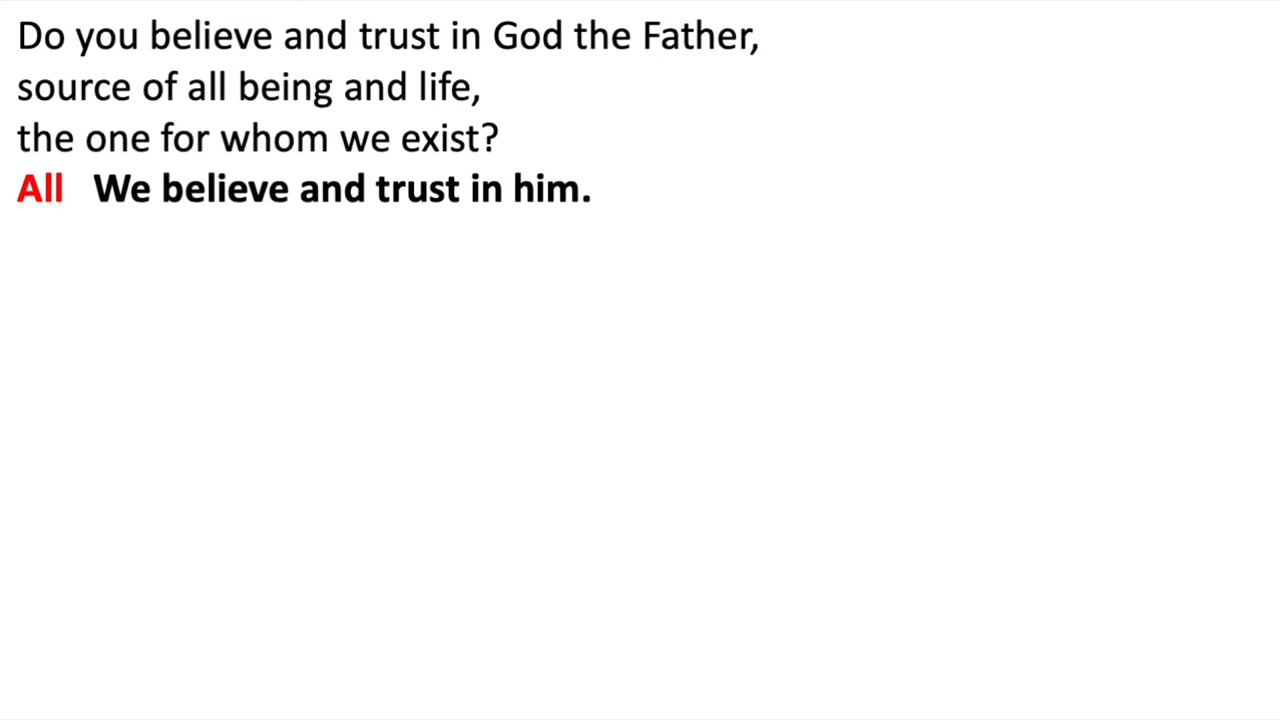 Do you believe and trust in God the Father,
source of all being and life,
the one for whom we exist?
All We believe and trust in him.